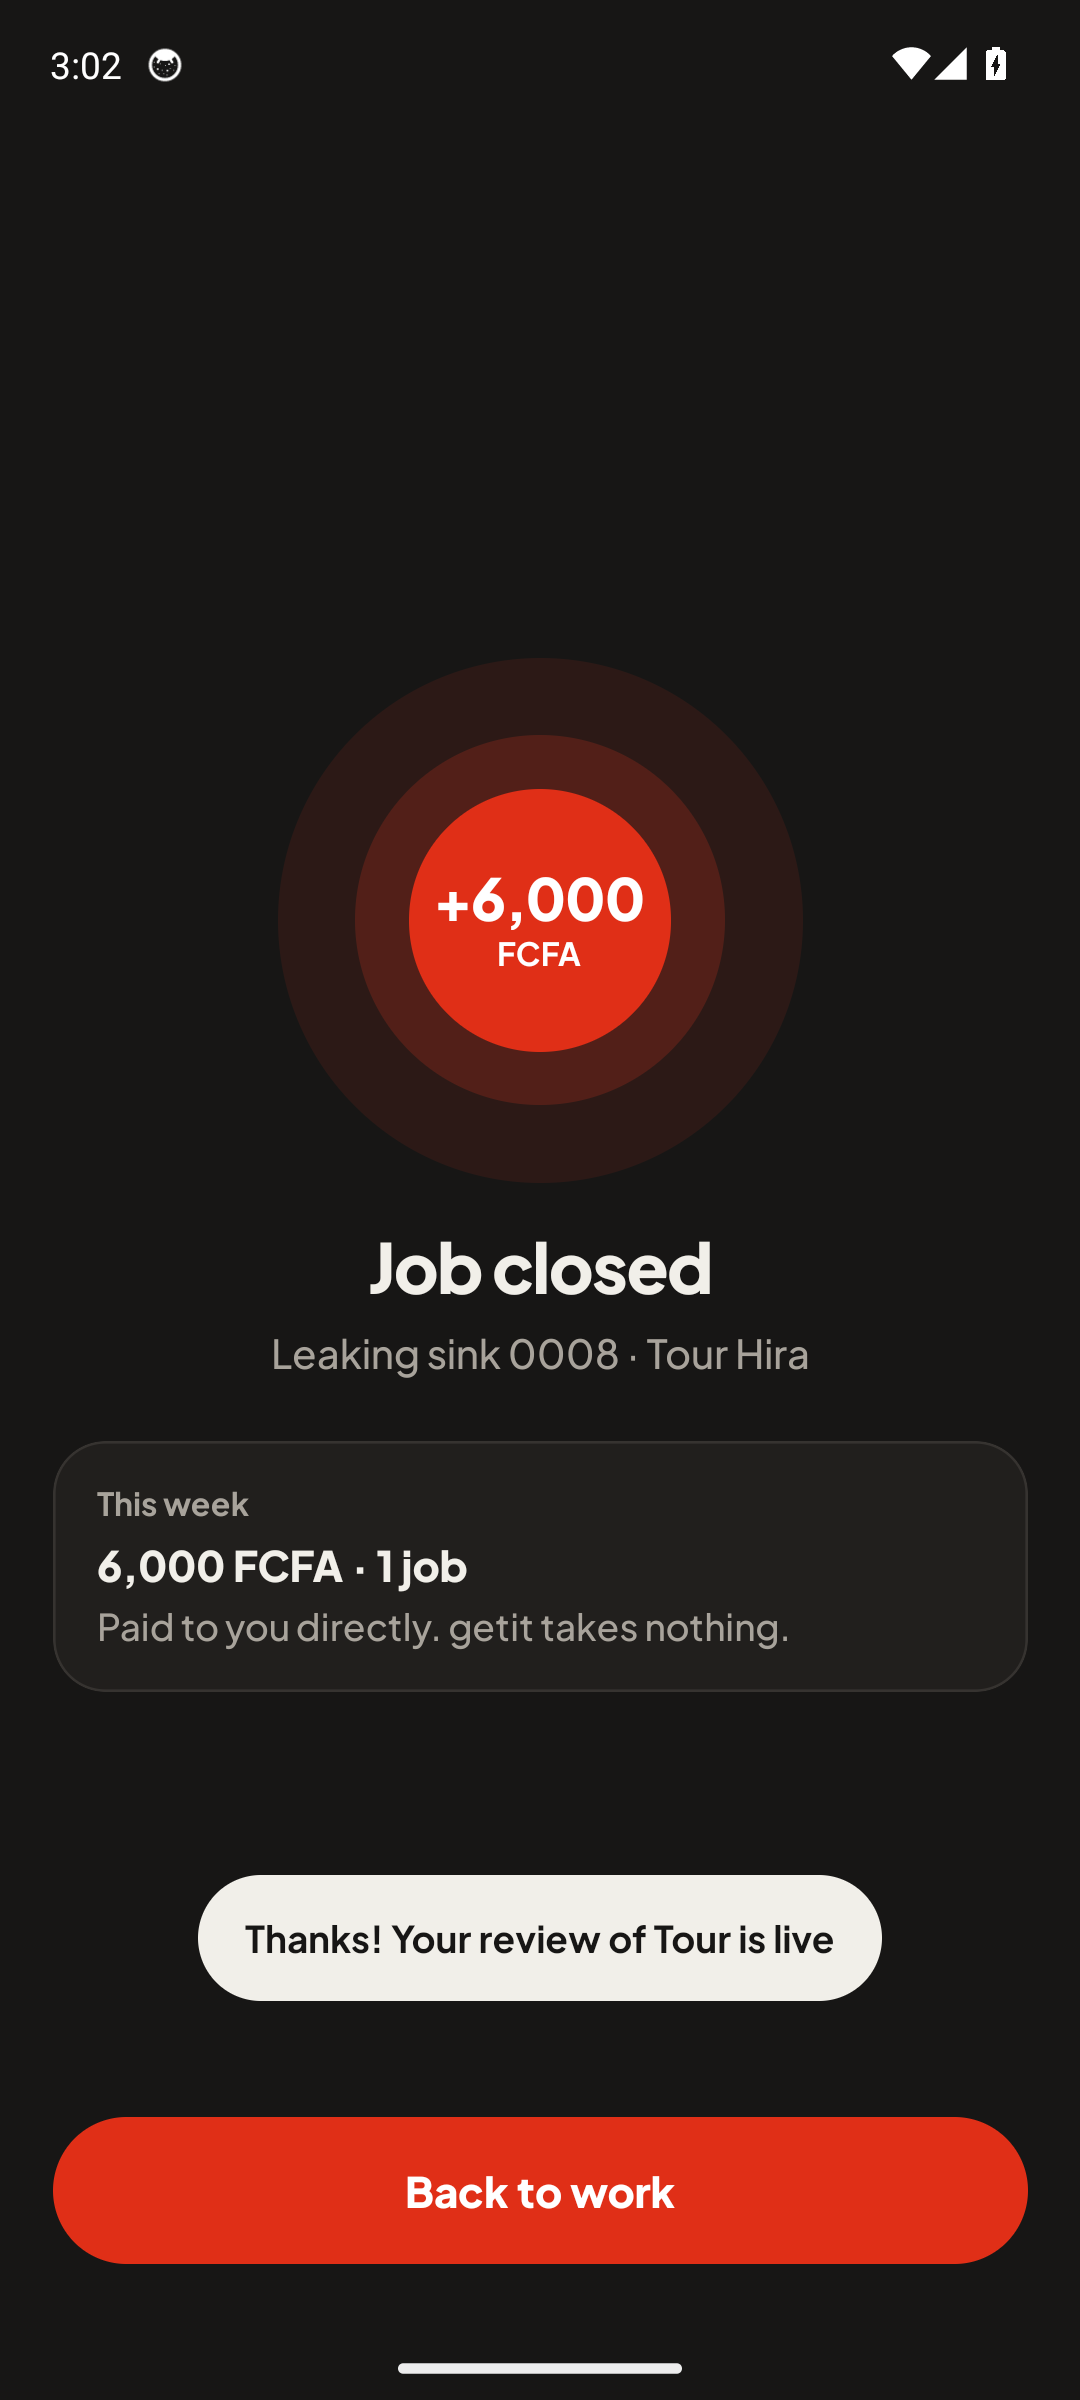 3:02
+6,000
FCFA
Job closed
Leaking sink 0008 · Tour Hira
This week
6,000 FCFA · 1 job
Paid to you directly. getit takes nothing.
Thanks! Your review of Tour is live
Back to work